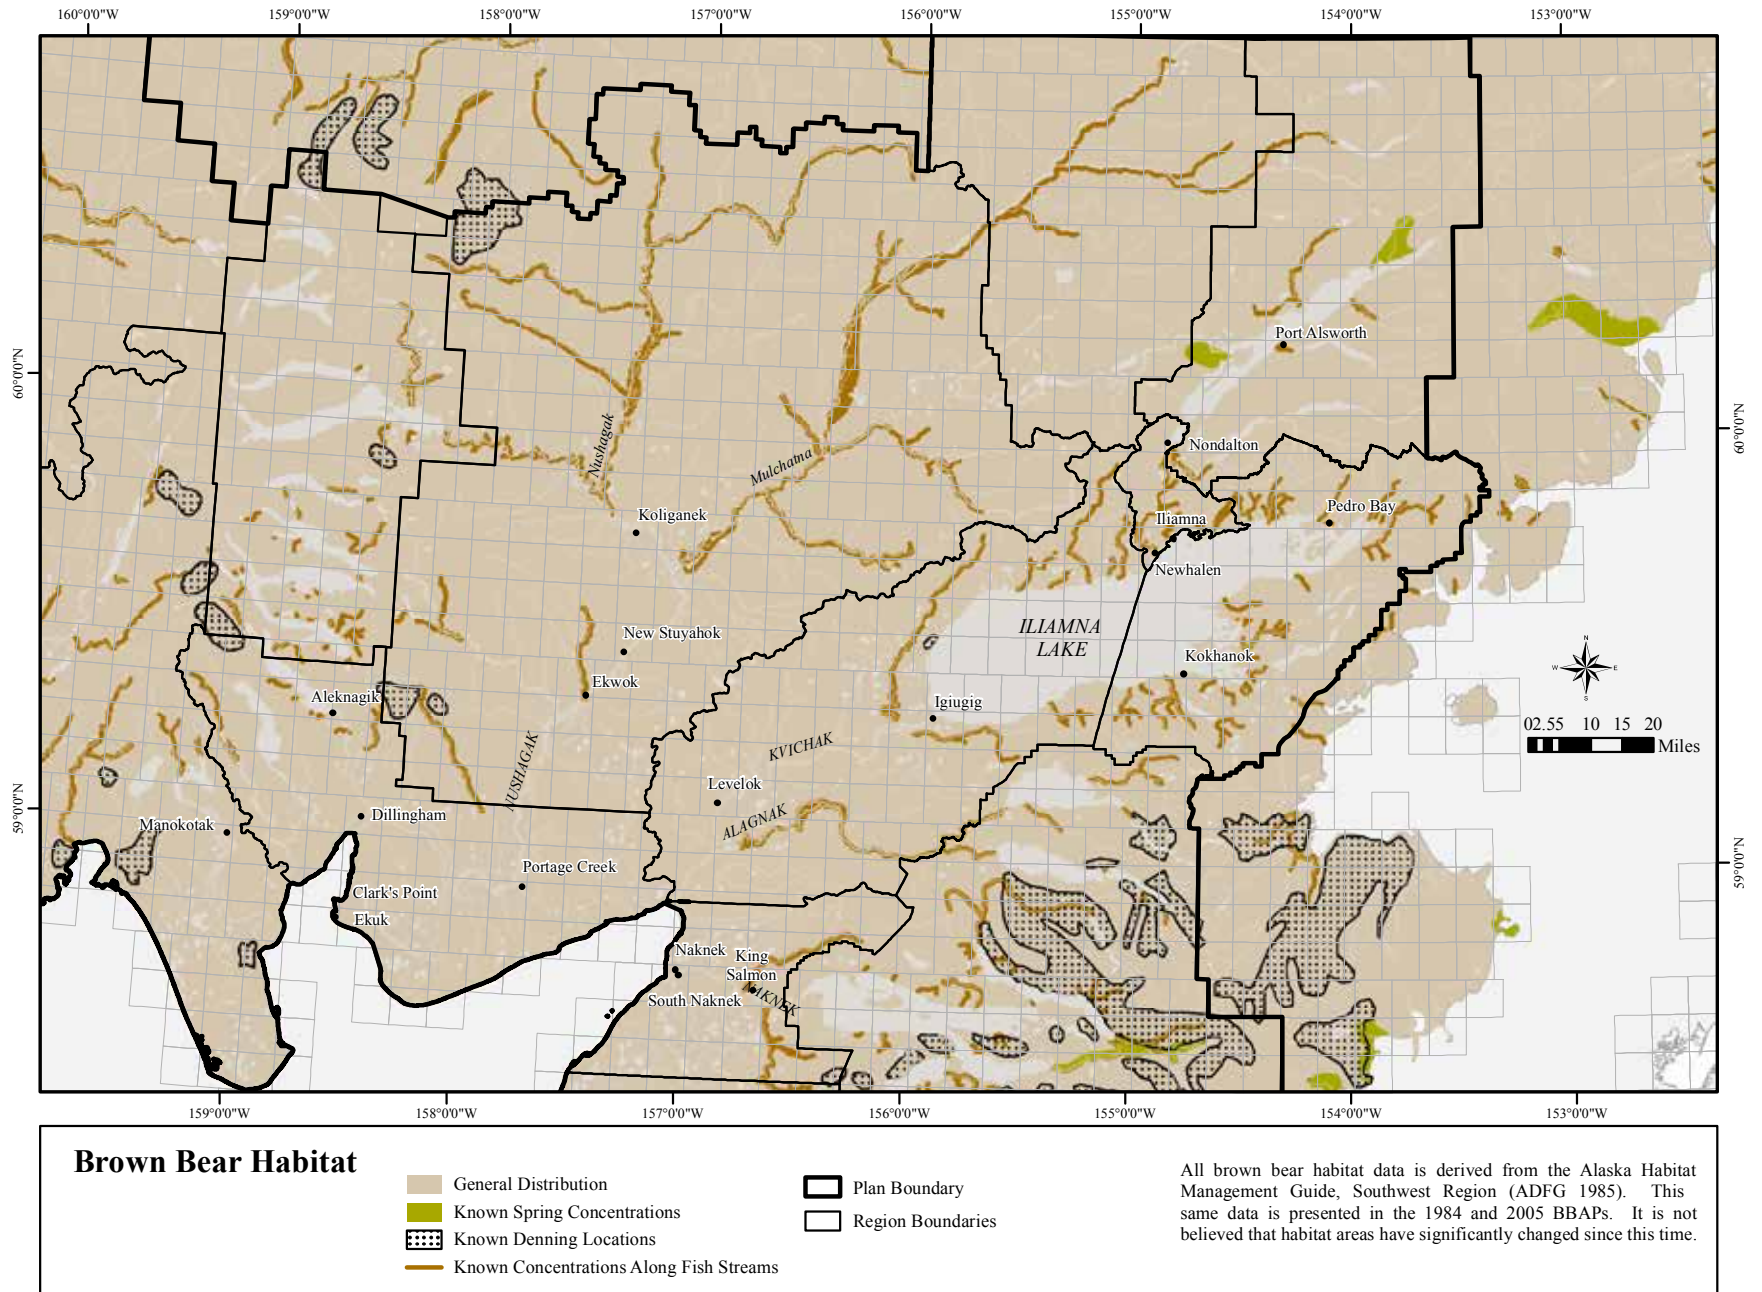 160°0'0"W 159°0'0"W 158°0'0"W 157°0'0"W 156°0'0"W 155°0'0"W 154°0'0"W 153°0'0"W
60°0'0"N
60°0'0"N
59°0'0"N
59°0'0"N
Port Alsworth
Nondalton
Nushagak
Mulchatna
Koliganek
Iliamna
Pedro Bay
Newhalen
New Stuyahok
ILIAMNA
LAKE
Kokhanok
Ekwok
Aleknagik
Igiugig
NUSHAGAK
KVICHAK
Levelok
ALAGNAK
Dillingham
Manokotak
Portage Creek
Clark's Point
Ekuk
Naknek
King
Salmon
NAKNEK
South Naknek
N
W E
S
02.55 10 15 20
Miles
159°0'0"W 158°0'0"W 157°0'0"W 156°0'0"W 155°0'0"W 154°0'0"W 153°0'0"W
Brown Bear Habitat
General Distribution
Known Spring Concentrations
Known Denning Locations
Known Concentrations Along Fish Streams
Plan Boundary
Region Boundaries
All brown bear habitat data is derived from the Alaska Habitat
Management Guide, Southwest Region (ADFG 1985). This
same data is presented in the 1984 and 2005 BBAPs. It is not
believed that habitat areas have significantly changed since this time.